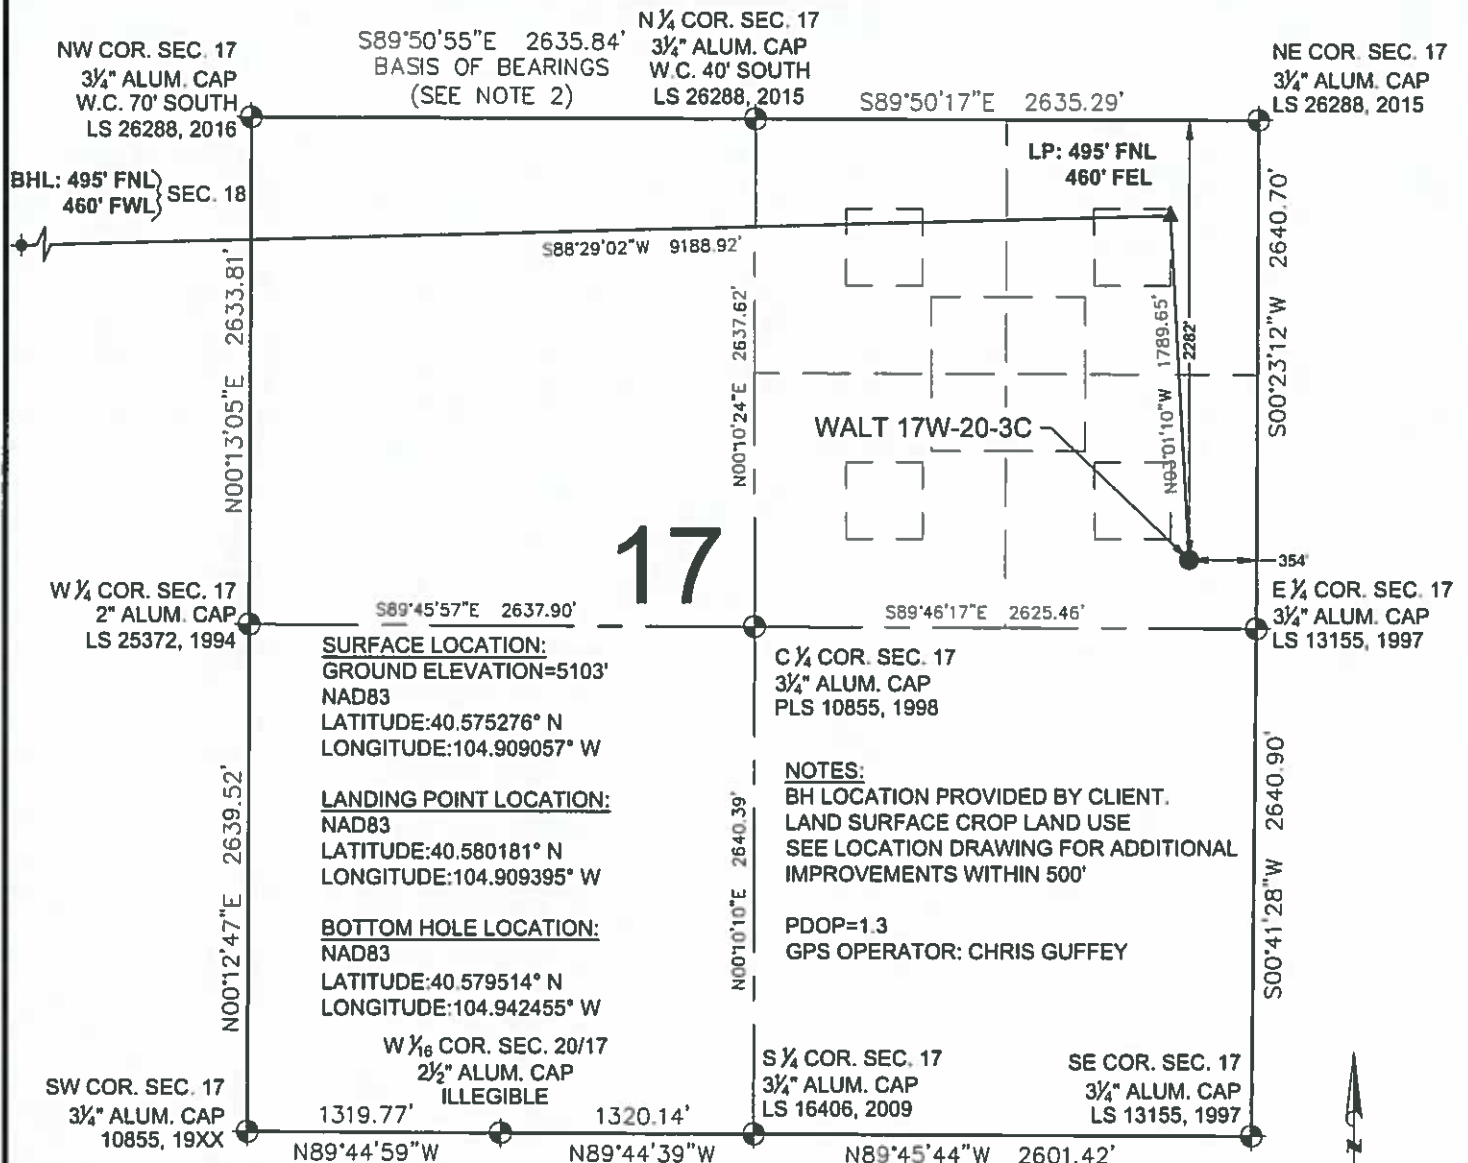 NW COR. SEC. 17
3¼" ALUM. CAP
W.C. 70' SOUTH
LS 26288, 2016
S89°50'55"E 2635.84'
BASIS OF BEARINGS
(SEE NOTE 2)
N ¼ COR. SEC. 17
3¼" ALUM. CAP
W.C. 40' SOUTH
LS 26288, 2015
S89°50'17"E 2635.29'
NE COR. SEC. 17
3¼" ALUM. CAP
LS 26288, 2015
BHL: 495' FNL
460' FWL
SEC. 18
LP: 495' FNL
460' FEL
S88°29'02"W 9188.92'
N00°13'05"E 2633.81'
N00°10'24"E 2637.62'
N03°01'10"W 1789.65'
2282'
S00°23'12"W 2640.70'
WALT 17W-20-3C
17
354'
W ¼ COR. SEC. 17
2" ALUM. CAP
LS 25372, 1994
S89°45'57"E 2637.90'
S89°46'17"E 2625.46'
E ¼ COR. SEC. 17
3¼" ALUM. CAP
LS 13155, 1997
SURFACE LOCATION:
GROUND ELEVATION=5103'
NAD83
LATITUDE:40.575276° N
LONGITUDE:104.909057° W
LANDING POINT LOCATION:
NAD83
LATITUDE:40.580181° N
LONGITUDE:104.909395° W
BOTTOM HOLE LOCATION:
NAD83
LATITUDE:40.579514° N
LONGITUDE:104.942455° W
C ¼ COR. SEC. 17
3¼" ALUM. CAP
PLS 10855, 1998
NOTES:
BH LOCATION PROVIDED BY CLIENT.
LAND SURFACE CROP LAND USE
SEE LOCATION DRAWING FOR ADDITIONAL
IMPROVEMENTS WITHIN 500'
PDOP=1.3
GPS OPERATOR: CHRIS GUFFEY
N00°12'47"E 2639.52'
N00°10'10"E 2640.39'
S00°41'28"W 2640.90'
SW COR. SEC. 17
3¼" ALUM. CAP
10855, 19XX
W 1/16 COR. SEC. 20/17
2½" ALUM. CAP
ILLEGIBLE
S ¼ COR. SEC. 17
3¼" ALUM. CAP
LS 16406, 2009
SE COR. SEC. 17
3¼" ALUM. CAP
LS 13155, 1997
1319.77'
N89°44'59"W
1320.14'
N89°44'39"W
N89°45'44"W 2601.42'
N